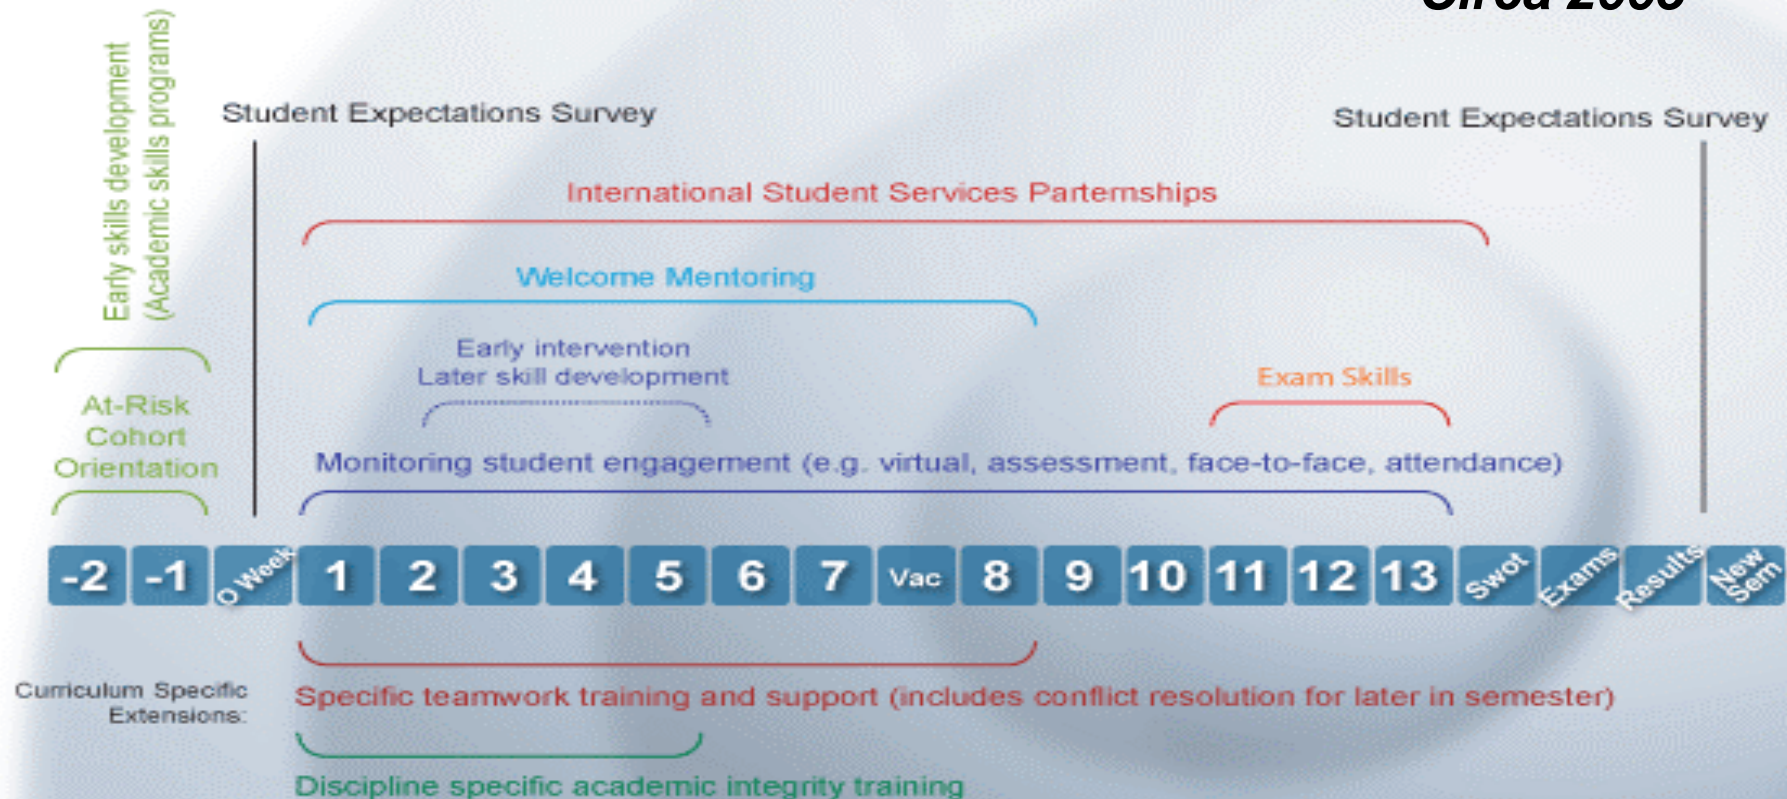 Circa
Early skills development
(Academic skills programs)
Student Expectations Survey
Student Expectations Survey
International Student Services Parternships
Welcome Mentoring
Early intervention
Later skill development
Exam Skills
At-Risk
Cohort
Orientation
Monitoring student engagement (e.g. virtual, assessment, face-to-face, attendance)
-2 -1 O Week 1 2 3 4 5 6 7 Vac 8 9 10 11 12 13 Swot Exams Results New Sem
Curriculum Specific
Extensions:
Specific teamwork training and support (includes conflict resolution for later in semester)
Discipline specific academic integrity training